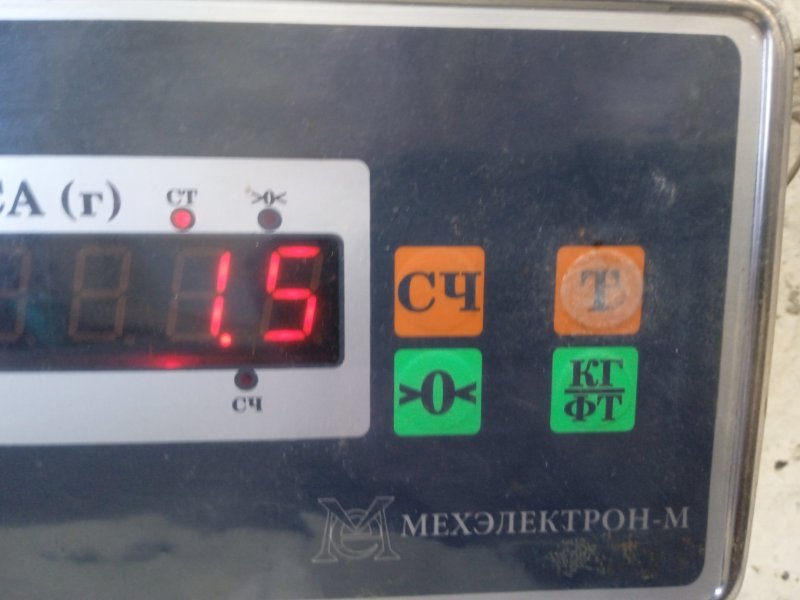 СА (г)
СТ >0<
1.5
СЧ Т
>0< КГ
ФТ
СЧ
МЕХЭЛЕКТРОН-М